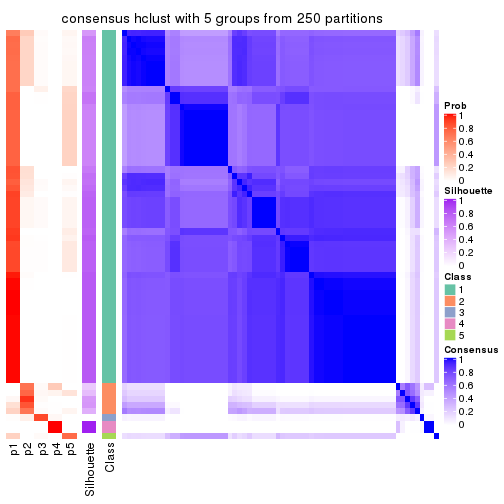 consensus hclust with 5 groups from 250 partitions
Prob
1
0.8
0.6
0.4
0.2
0
Silhouette
1
0.8
0.6
0.4
0.2
0
Class
1
2
3
4
5
Consensus
1
0.8
0.6
0.4
0.2
0
p1
p2
p3
p4
p5
Silhouette
Class